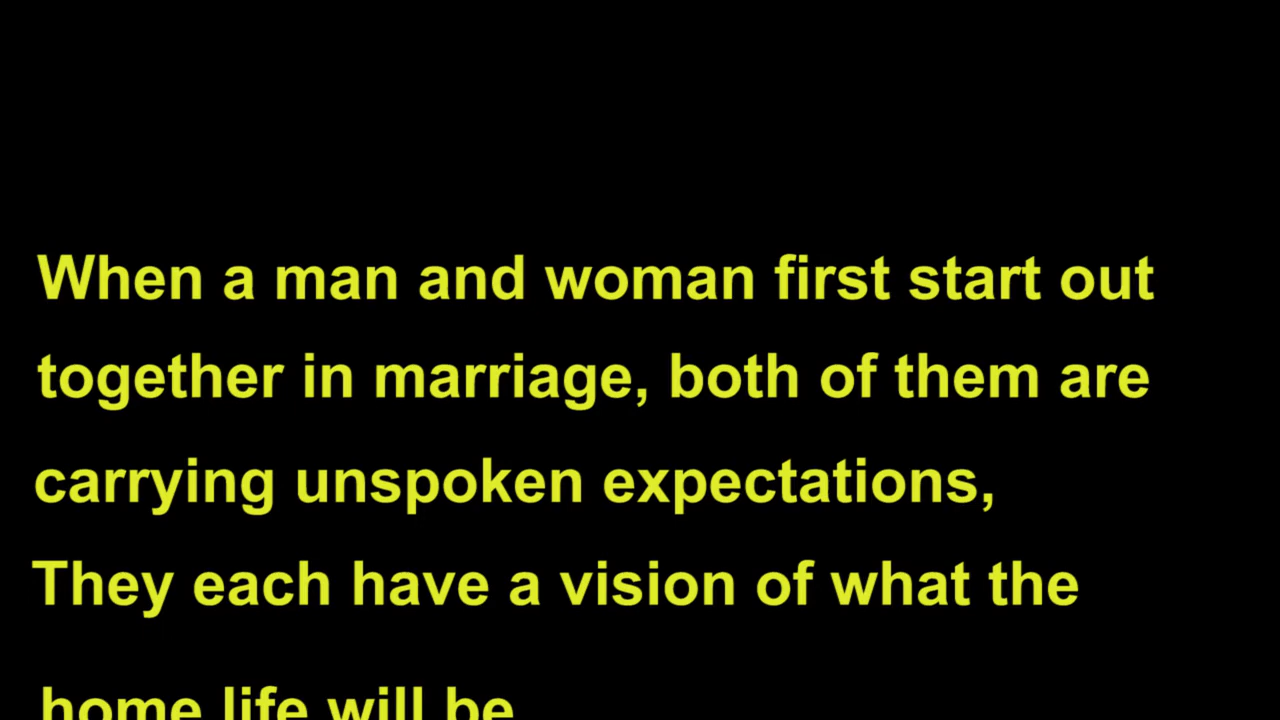 When a man and woman first start out
together in marriage, both of them are
carrying unspoken expectations,
They each have a vision of what the
home life will be